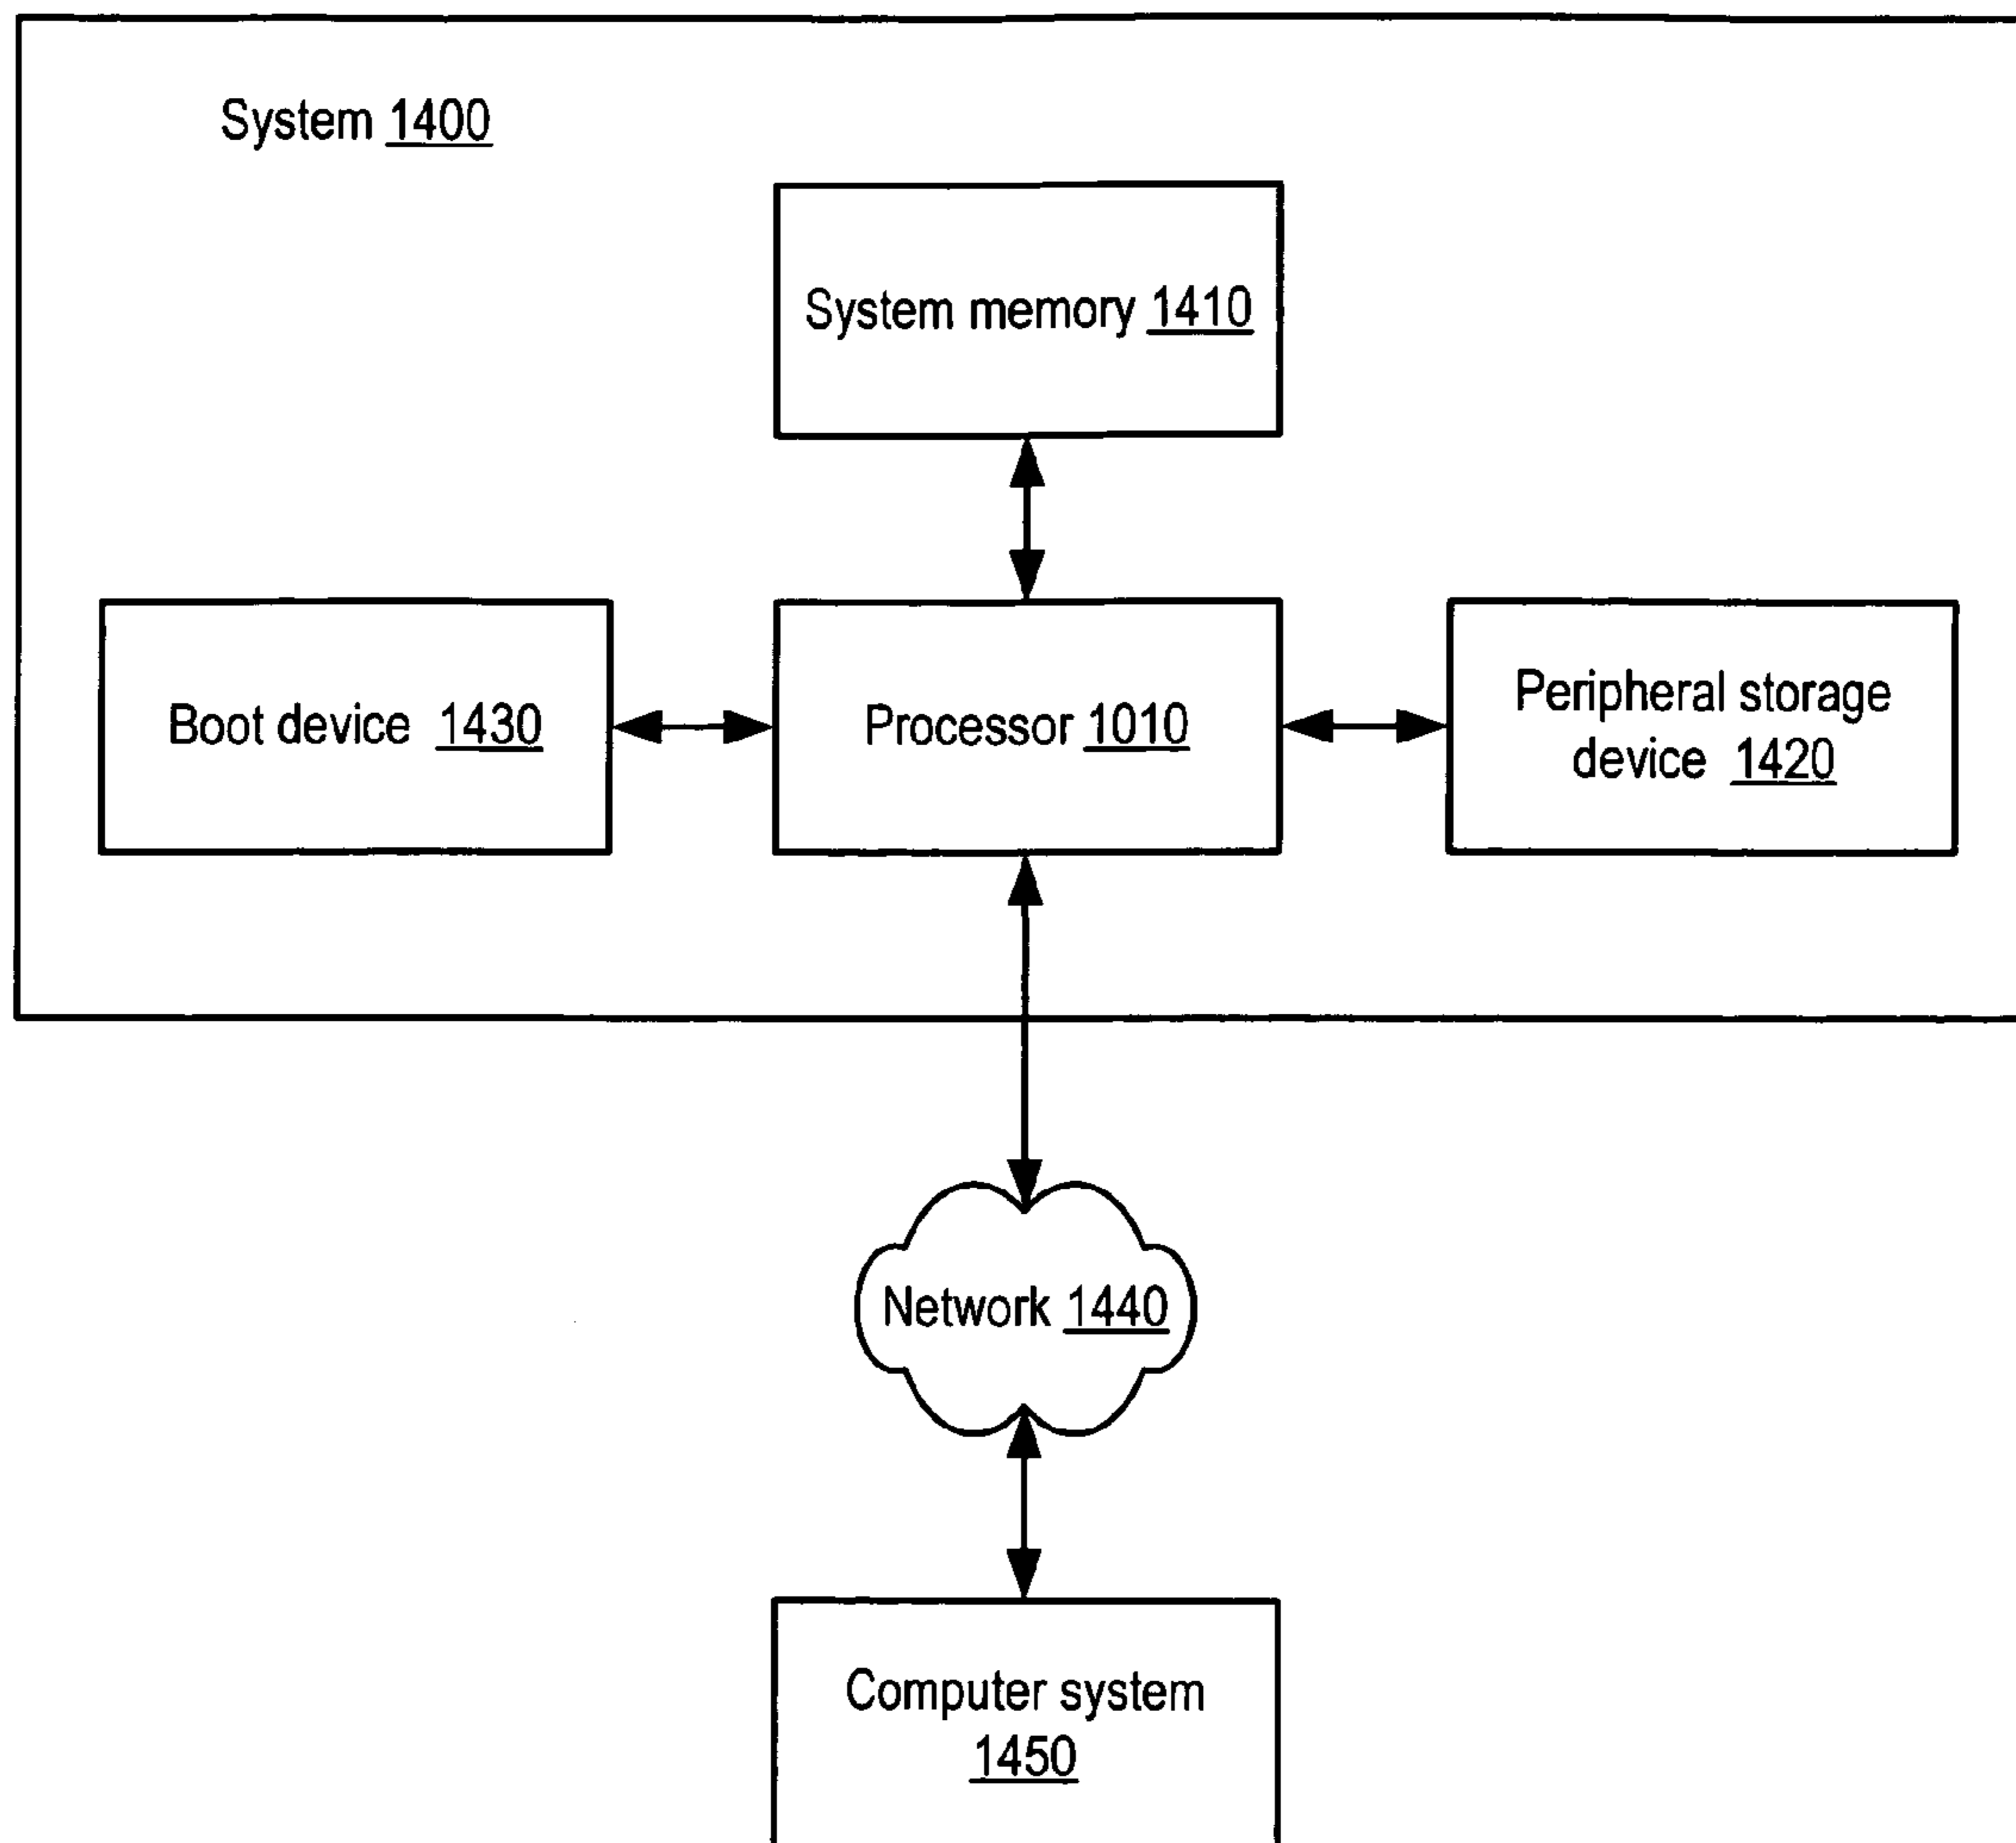 System 1400
System memory 1410
Boot device 1430
Processor 1010
Peripheral storage
device 1420
Network 1440
Computer system
1450